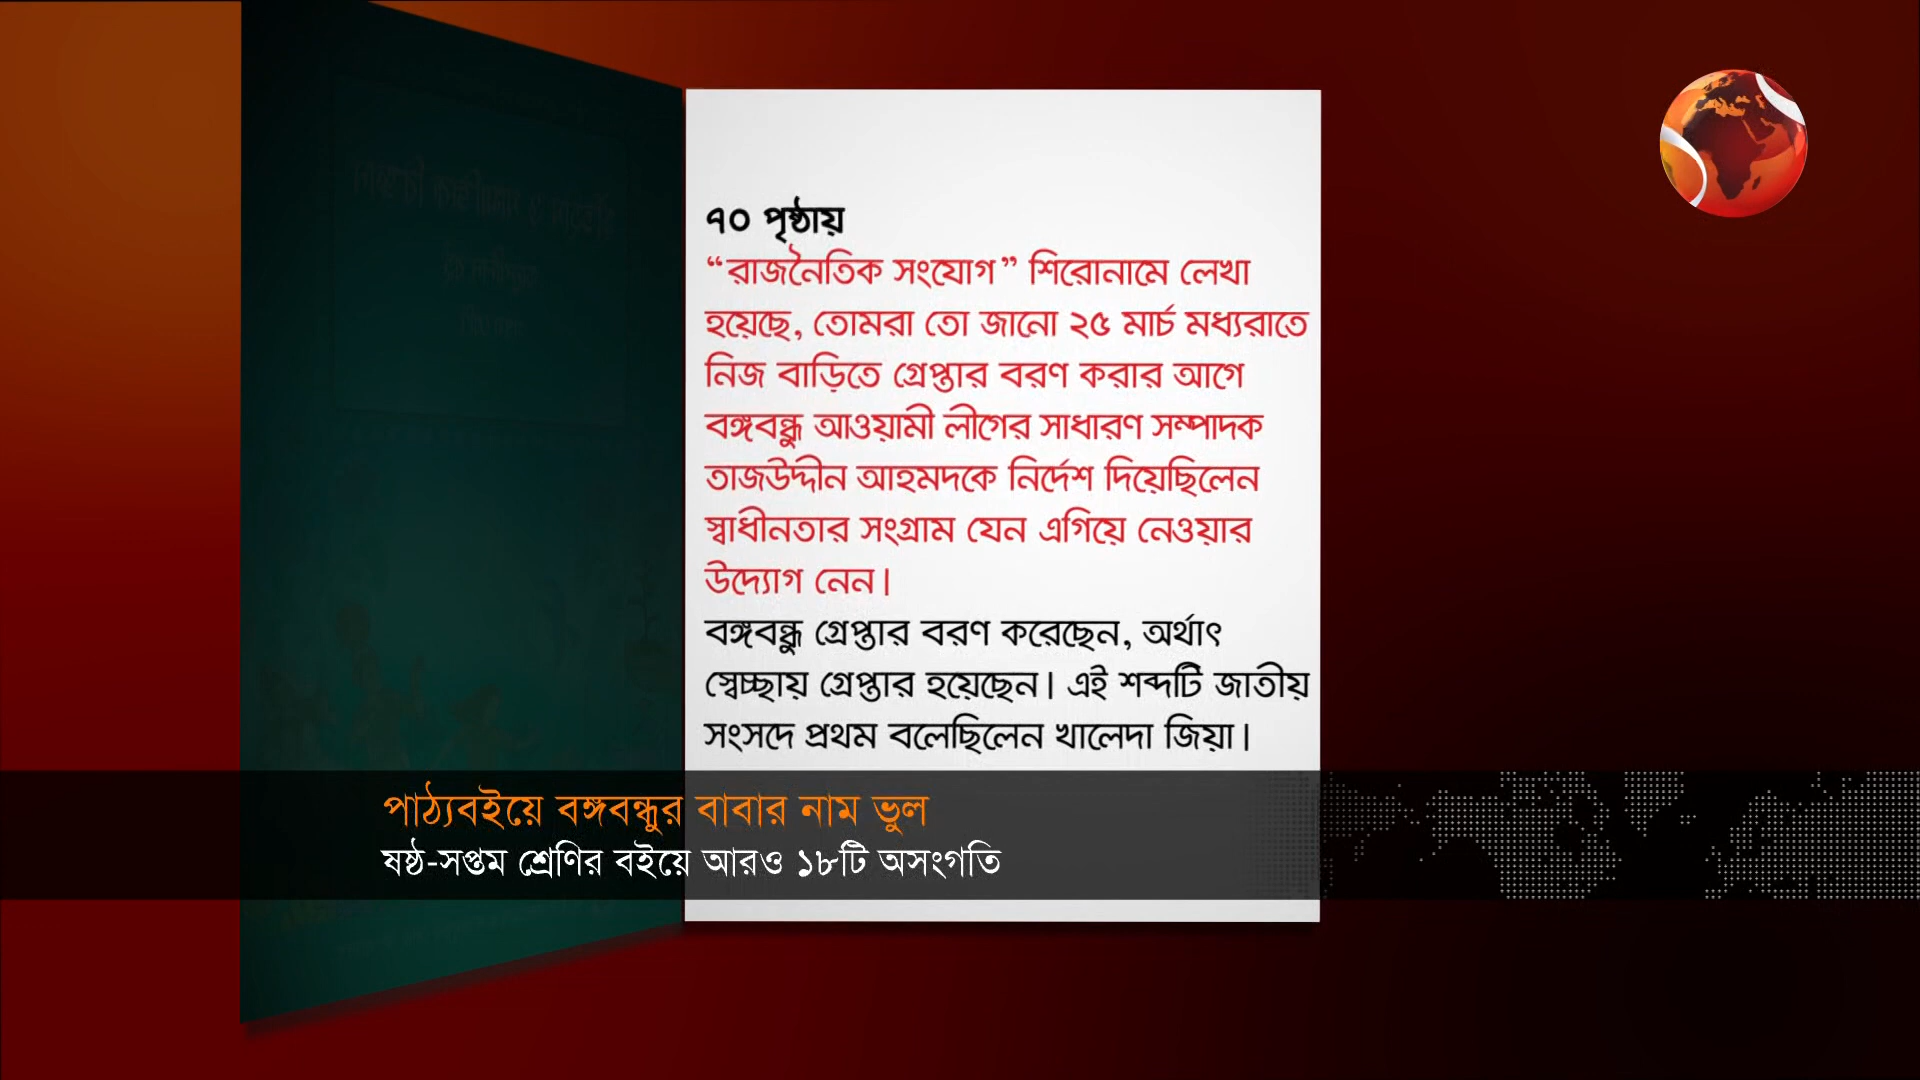 ৭০ পৃষ্ঠায়
“রাজনৈতিক সংযোগ” শিরোনামে লেখা
হয়েছে, তোমরা তো জানো ২৫ মার্চ মধ্যরাতে
নিজ বাড়িতে গ্রেপ্তার বরণ করার আগে
বঙ্গবন্ধু আওয়ামী লীগের সাধারণ সম্পাদক
তাজউদ্দীন আহমদকে নির্দেশ দিয়েছিলেন
স্বাধীনতার সংগ্রাম যেন এগিয়ে নেওয়ার
উদ্যোগ নেন।
বঙ্গবন্ধু গ্রেপ্তার বরণ করেছেন, অর্থাৎ
স্বেচ্ছায় গ্রেপ্তার হয়েছেন। এই শব্দটি জাতীয়
সংসদে প্রথম বলেছিলেন খালেদা জিয়া।
পাঠ্যবইয়ে বঙ্গবন্ধুর বাবার নাম ভুল
ষষ্ঠ-সপ্তম শ্রেণির বইয়ে আরও ১৮টি অসংগতি